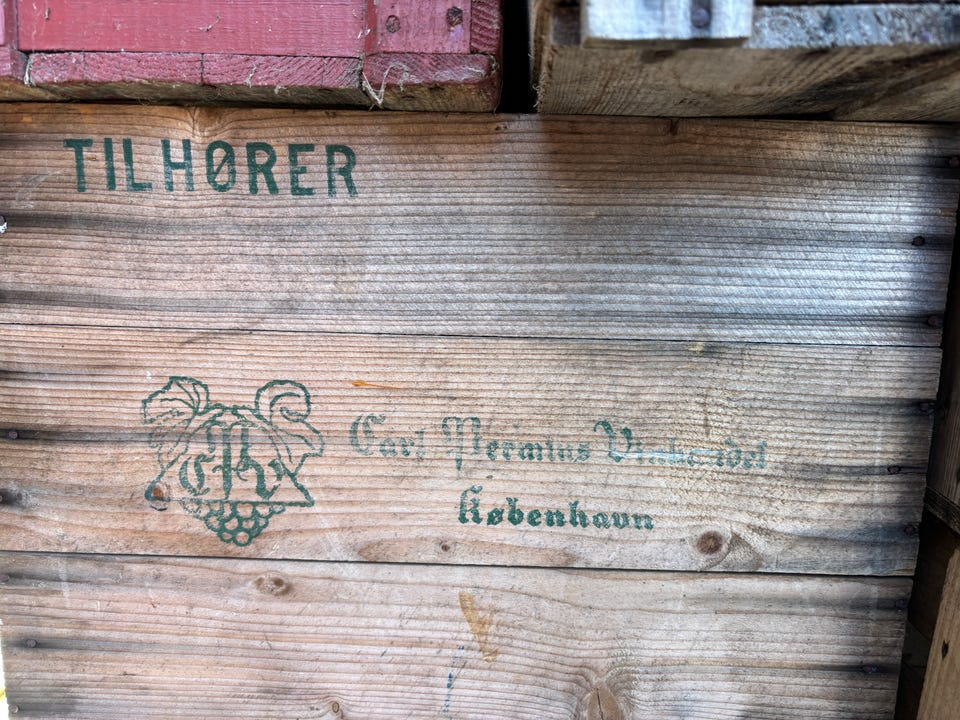 TILHØRER
Carl Permins Vinhandel
København